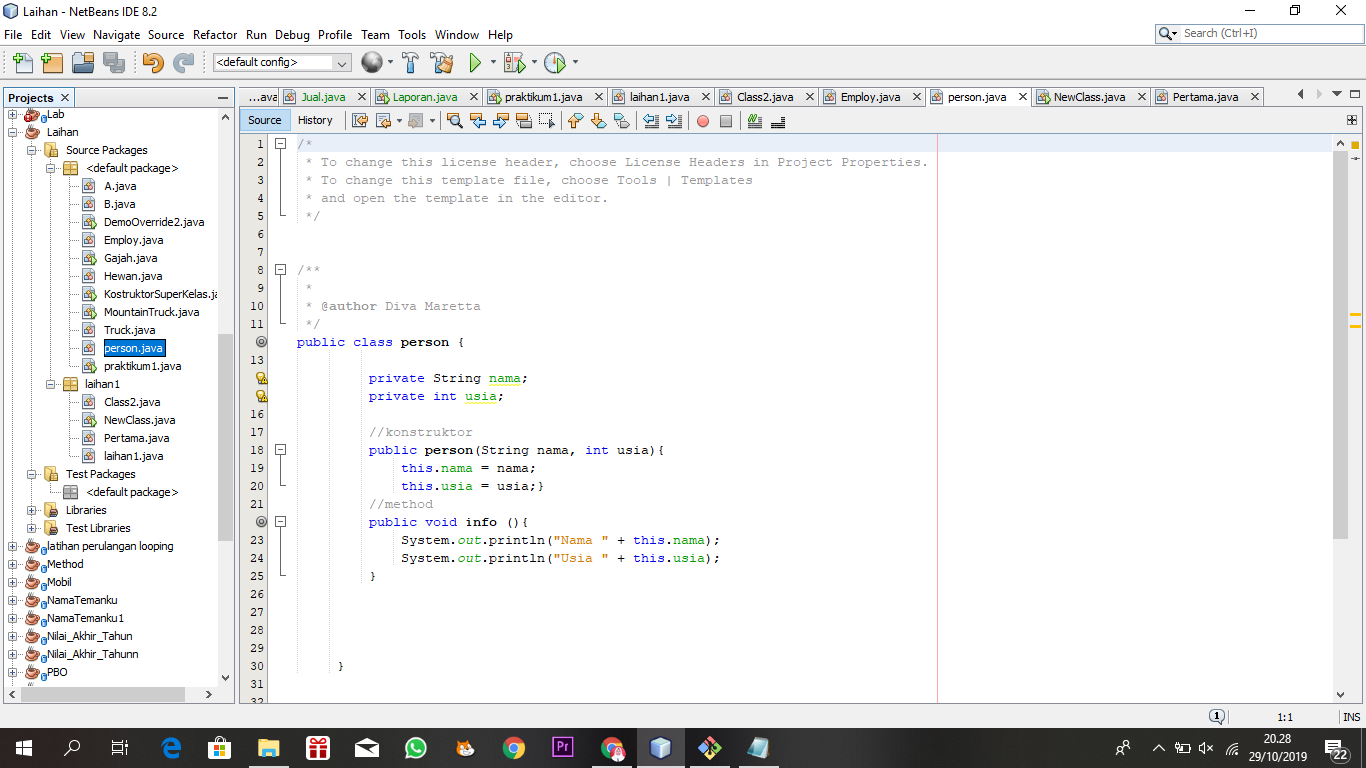 Laihan - NetBeans IDE 8.2
File Edit View Navigate Source Refactor Run Debug Profile Team Tools Window Help
Search (Ctrl+I)
<default config>
Projects
...ava Jual.java Laporan.java praktikum1.java laihan1.java Class2.java Employ.java person.java NewClass.java Pertama.java
Source History
Lab
Laihan
Source Packages
<default package>
A.java
B.java
DemoOverride2.java
Employ.java
Gajah.java
Hewan.java
KostruktorSuperKelas.ja
MountainTruck.java
Truck.java
person.java
praktikum1.java
laihan1
Class2.java
NewClass.java
Pertama.java
laihan1.java
Test Packages
<default package>
Libraries
Test Libraries
latihan perulangan looping
Method
Mobil
NamaTemanku
NamaTemanku1
Nilai_Akhir_Tahun
Nilai_Akhir_Tahunn
PBO
1 /*
2 * To change this license header, choose License Headers in Project Properties.
3 * To change this template file, choose Tools | Templates
4 * and open the template in the editor.
5 */
6
7
8 /**
9 *
10 * @author Diva Maretta
11 */
public class person {
13
private String nama;
private int usia;
16
17 //konstruktor
18 public person(String nama, int usia){
19 this.nama = nama;
20 this.usia = usia;}
21 //method
public void info (){
23 System.out.println("Nama " + this.nama);
24 System.out.println("Usia " + this.usia);
25 }
26
27
28
29
30 }
31
32
1
1:1
INS
Pr
20.28
29/10/2019
22